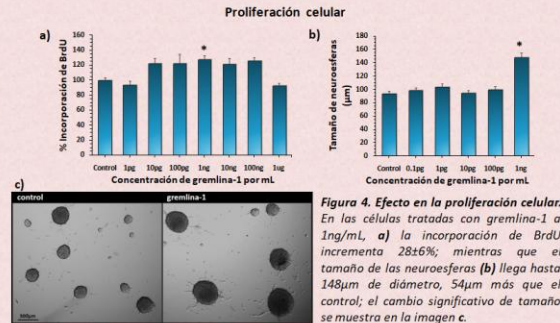 Proliferación celular
a)
*
% Incorporación de BrdU
160
140
120
100
80
60
40
20
0
Control 1pg 10pg 100pg 1ng 10ng 100ng 1ug
Concentración de gremlina-1 por mL
b)
*
Tamaño de neuroesferas
(µm)
180
160
140
120
100
80
60
40
20
0
Control 0.1pg 1pg 10pg 100pg 1ng
Concentración de gremlina-1 por mL
c)
control
gremlina-1
Figura 4. Efecto en la proliferación celular.
En las células tratadas con gremlina-1 a
1ng/mL, a) la incorporación de BrdU
incrementa 28±6%; mientras que el
tamaño de las neuroesferas (b) llega hasta
148µm de diámetro, 54µm más que el
control; el cambio significativo de tamaño
se muestra en la imagen c.